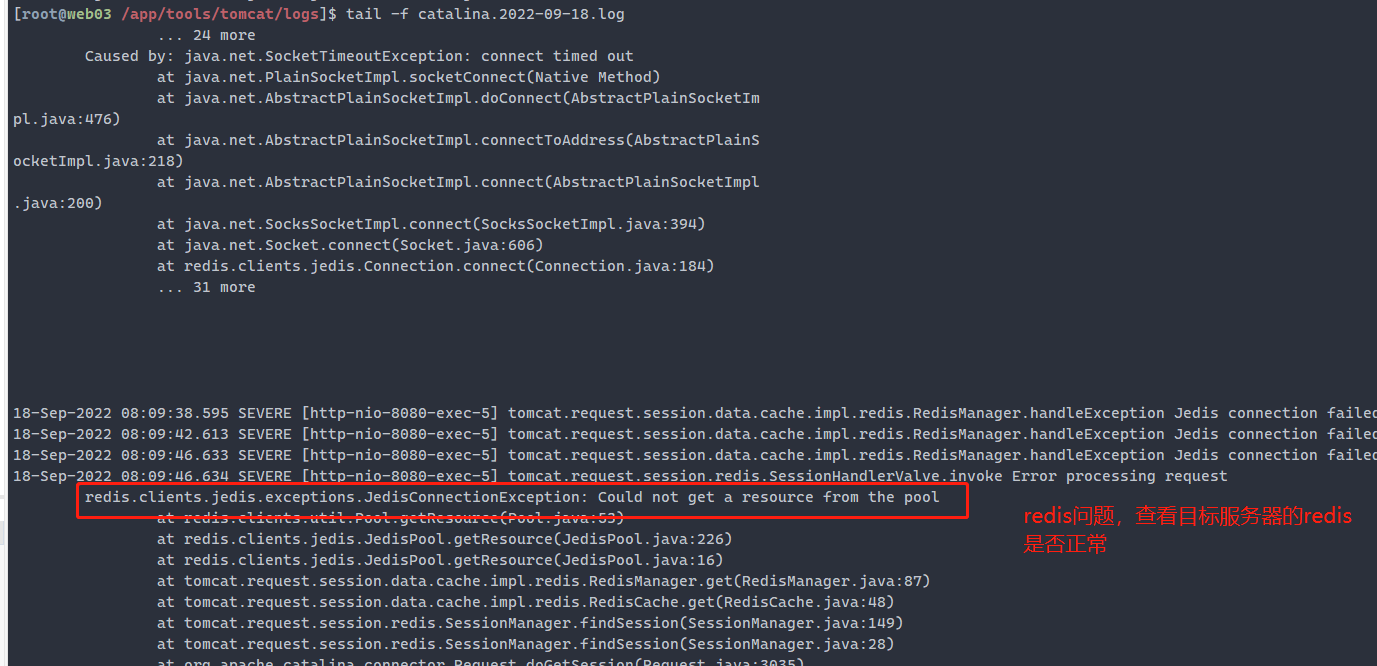 [root@web03 /app/tools/tomcat/logs]$ tail -f catalina.2022-09-18.log
... 24 more
Caused by: java.net.SocketTimeoutException: connect timed out
at java.net.PlainSocketImpl.socketConnect(Native Method)
at java.net.AbstractPlainSocketImpl.doConnect(AbstractPlainSocketIm
pl.java:476)
at java.net.AbstractPlainSocketImpl.connectToAddress(AbstractPlainS
ocketImpl.java:218)
at java.net.AbstractPlainSocketImpl.connect(AbstractPlainSocketImpl
.java:200)
at java.net.SocksSocketImpl.connect(SocksSocketImpl.java:394)
at java.net.Socket.connect(Socket.java:606)
at redis.clients.jedis.Connection.connect(Connection.java:184)
... 31 more
18-Sep-2022 08:09:38.595 SEVERE [http-nio-8080-exec-5] tomcat.request.session.data.cache.impl.redis.RedisManager.handleException Jedis connection failed
18-Sep-2022 08:09:42.613 SEVERE [http-nio-8080-exec-5] tomcat.request.session.data.cache.impl.redis.RedisManager.handleException Jedis connection failed
18-Sep-2022 08:09:46.633 SEVERE [http-nio-8080-exec-5] tomcat.request.session.data.cache.impl.redis.RedisManager.handleException Jedis connection failed
18-Sep-2022 08:09:46.634 SEVERE [http-nio-8080-exec-5] tomcat.request.session.redis.SessionHandlerValve.invoke Error processing request
redis.clients.jedis.exceptions.JedisConnectionException: Could not get a resource from the pool
at redis.clients.util.Pool.getResource(Pool.java:53)
at redis.clients.jedis.JedisPool.getResource(JedisPool.java:226)
at redis.clients.jedis.JedisPool.getResource(JedisPool.java:16)
at tomcat.request.session.data.cache.impl.redis.RedisManager.get(RedisManager.java:87)
at tomcat.request.session.data.cache.impl.redis.RedisCache.get(RedisCache.java:48)
at tomcat.request.session.redis.SessionManager.findSession(SessionManager.java:149)
at tomcat.request.session.redis.SessionManager.findSession(SessionManager.java:28)
at org.apache.catalina.connector.Request.doGetSession(Request.java:3035)
redis问题，查看目标服务器的redis
是否正常